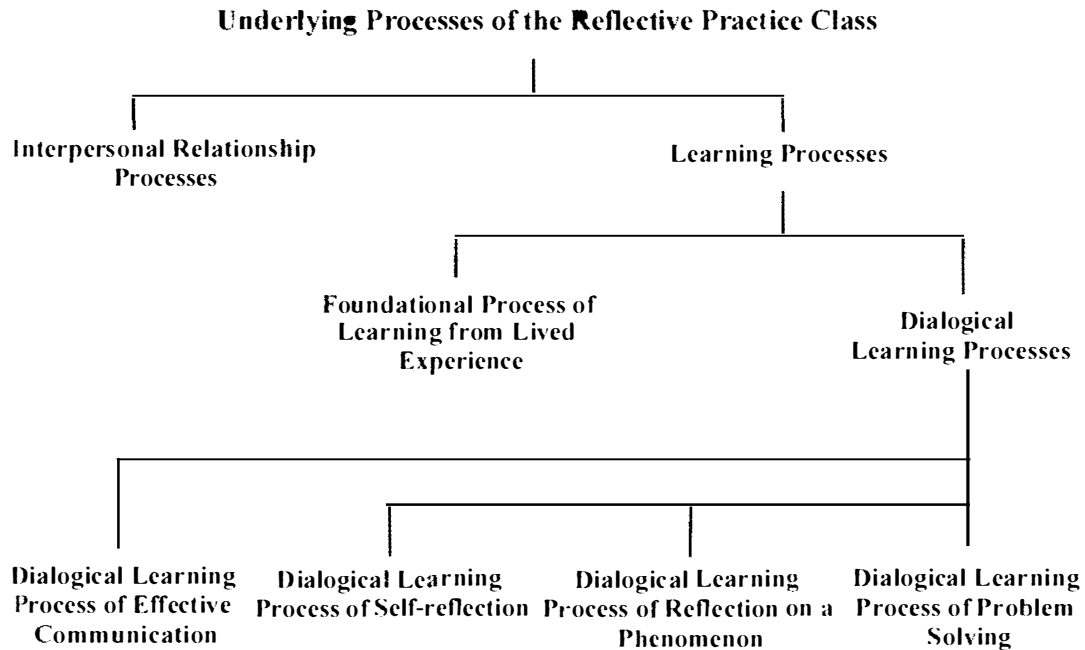 Underlying Processes of the Reflective Practice Class
Interpersonal Relationship
Processes
Learning Processes
Foundational Process of
Learning from Lived
Experience
Dialogical
Learning Processes
Dialogical Learning
Process of Effective
Communication
Dialogical Learning
Process of Self-reflection
Dialogical Learning
Process of Reflection on a
Phenomenon
Dialogical Learning
Process of Problem
Solving